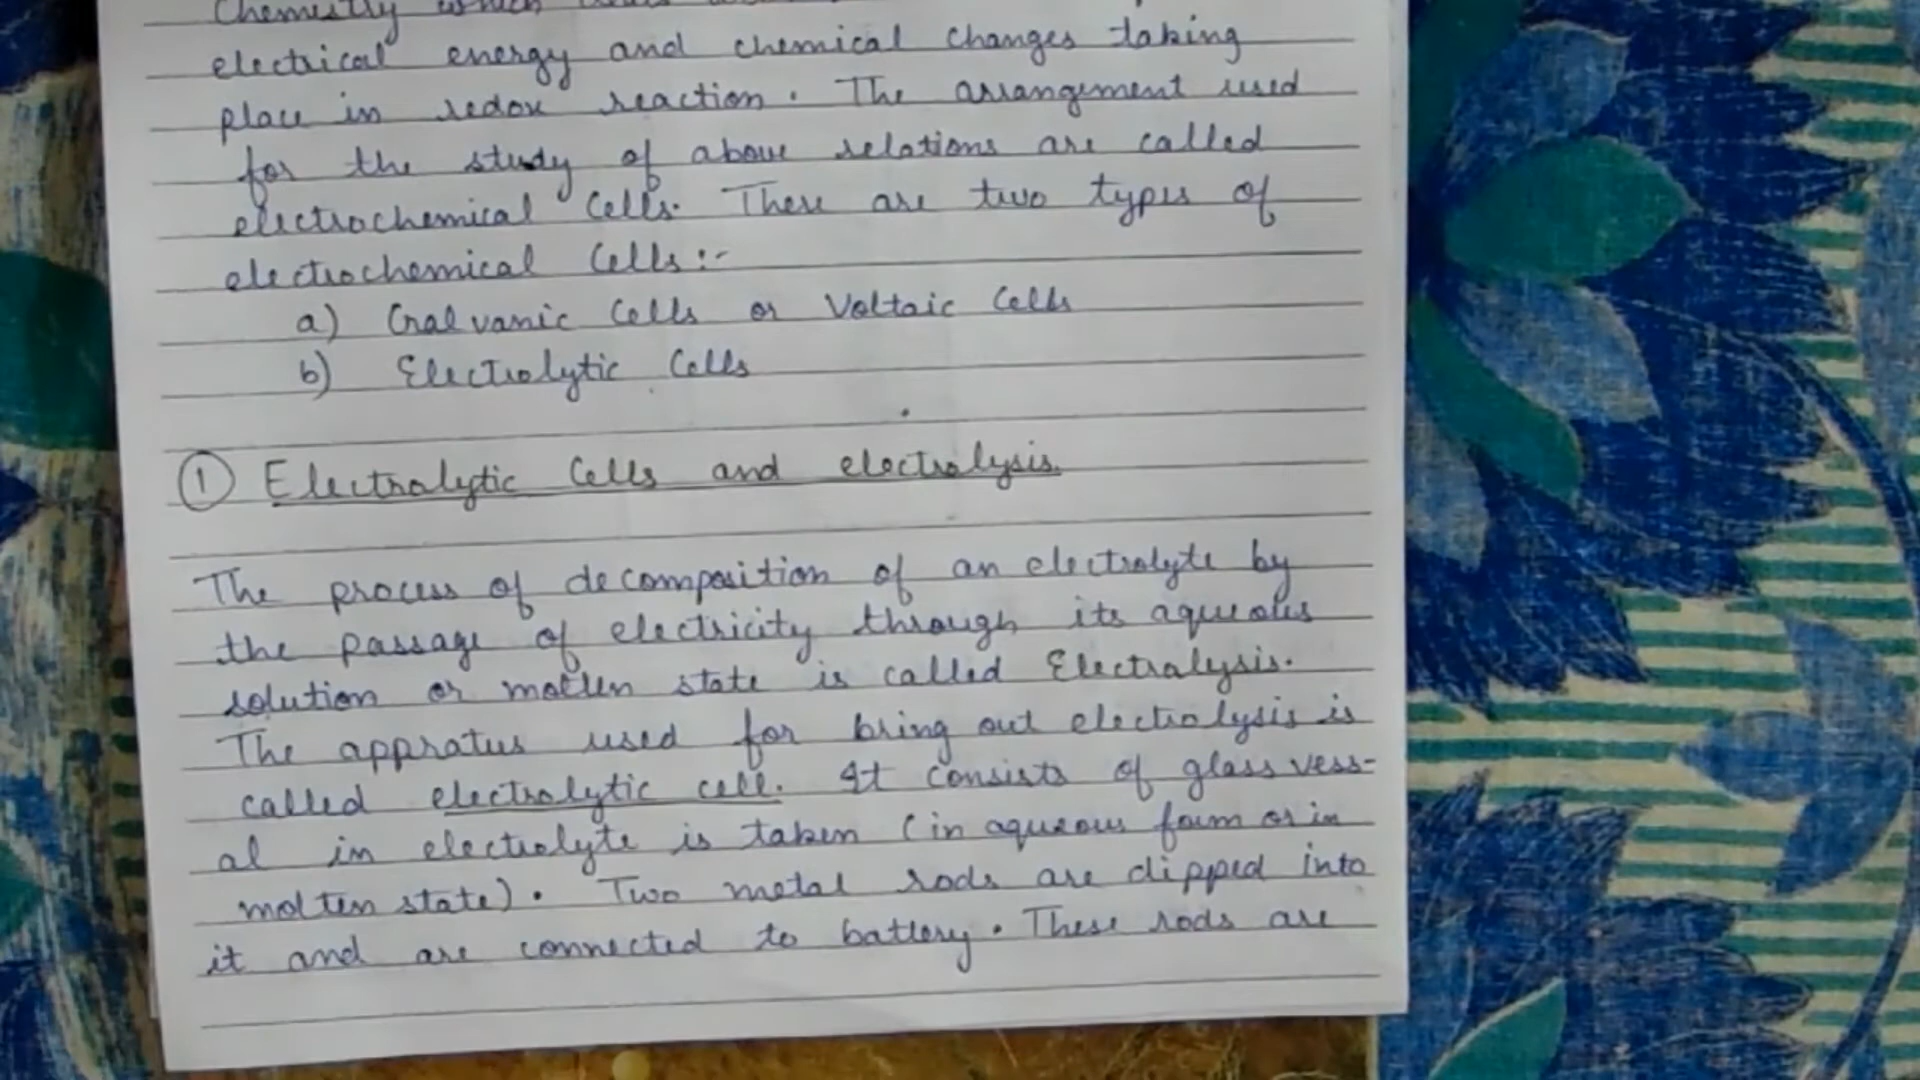 Chemistry which
electrical energy and chemical changes taking
place in redox reaction. The arrangement used
for the study of above relations are called
electrochemical Cells. There are two types of
electrochemical Cells:-
a) Galvanic Cells or Voltaic Cells
b) Electrolytic Cells
① Electrolytic Cells and electrolysis.
The process of decomposition of an electrolyte by
the passage of electricity through its aqueous
solution or molten state is called Electrolysis.
The appratus used for bring out electrolysis is
called electrolytic cell. It consists of glass vess-
al in electrolyte is taken (in aqueous form or in
molten state). Two metal rods are dipped into
it and are connected to battery. These rods are